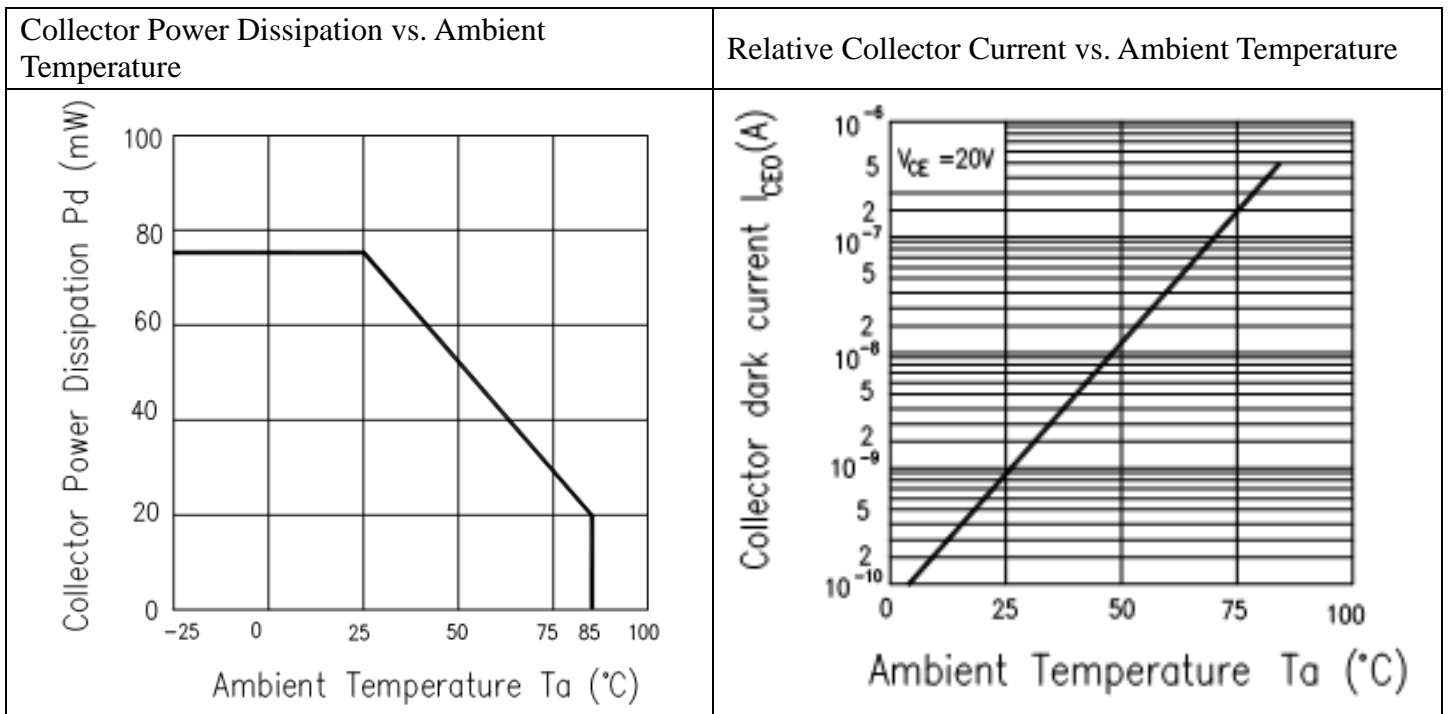 Collector Power Dissipation vs. Ambient
Temperature
Relative Collector Current vs. Ambient Temperature
Collector Power Dissipation Pd (mW)
100
80
60
40
20
0
-25 0 25 50 75 85 100
Ambient Temperature Ta (°C)
Collector dark current I_CEO(A)
V_CE =20V
10^-6
5
2
10^-7
5
2
10^-8
5
2
10^-9
5
2
10^-10
0 25 50 75 100
Ambient Temperature Ta (°C)